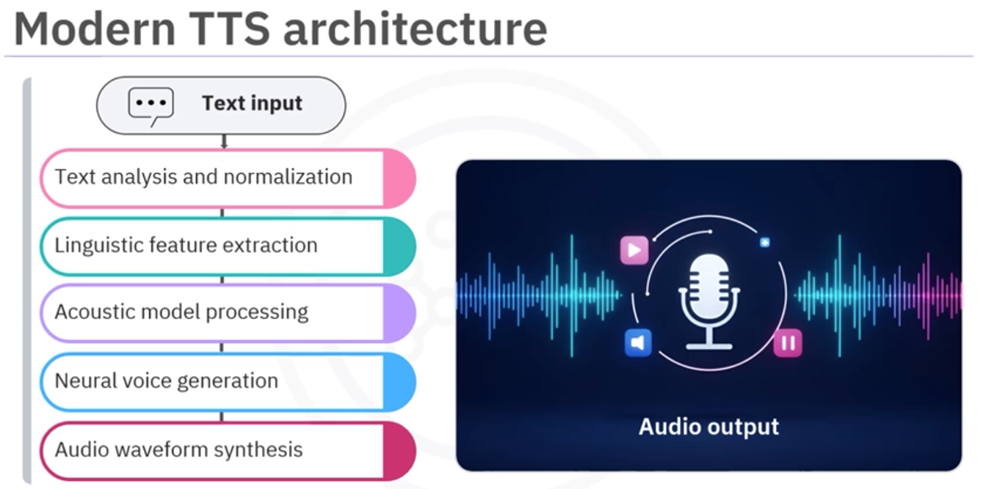 Modern TTS architecture
Text input
Text analysis and normalization
Linguistic feature extraction
Acoustic model processing
Neural voice generation
Audio waveform synthesis
Audio output